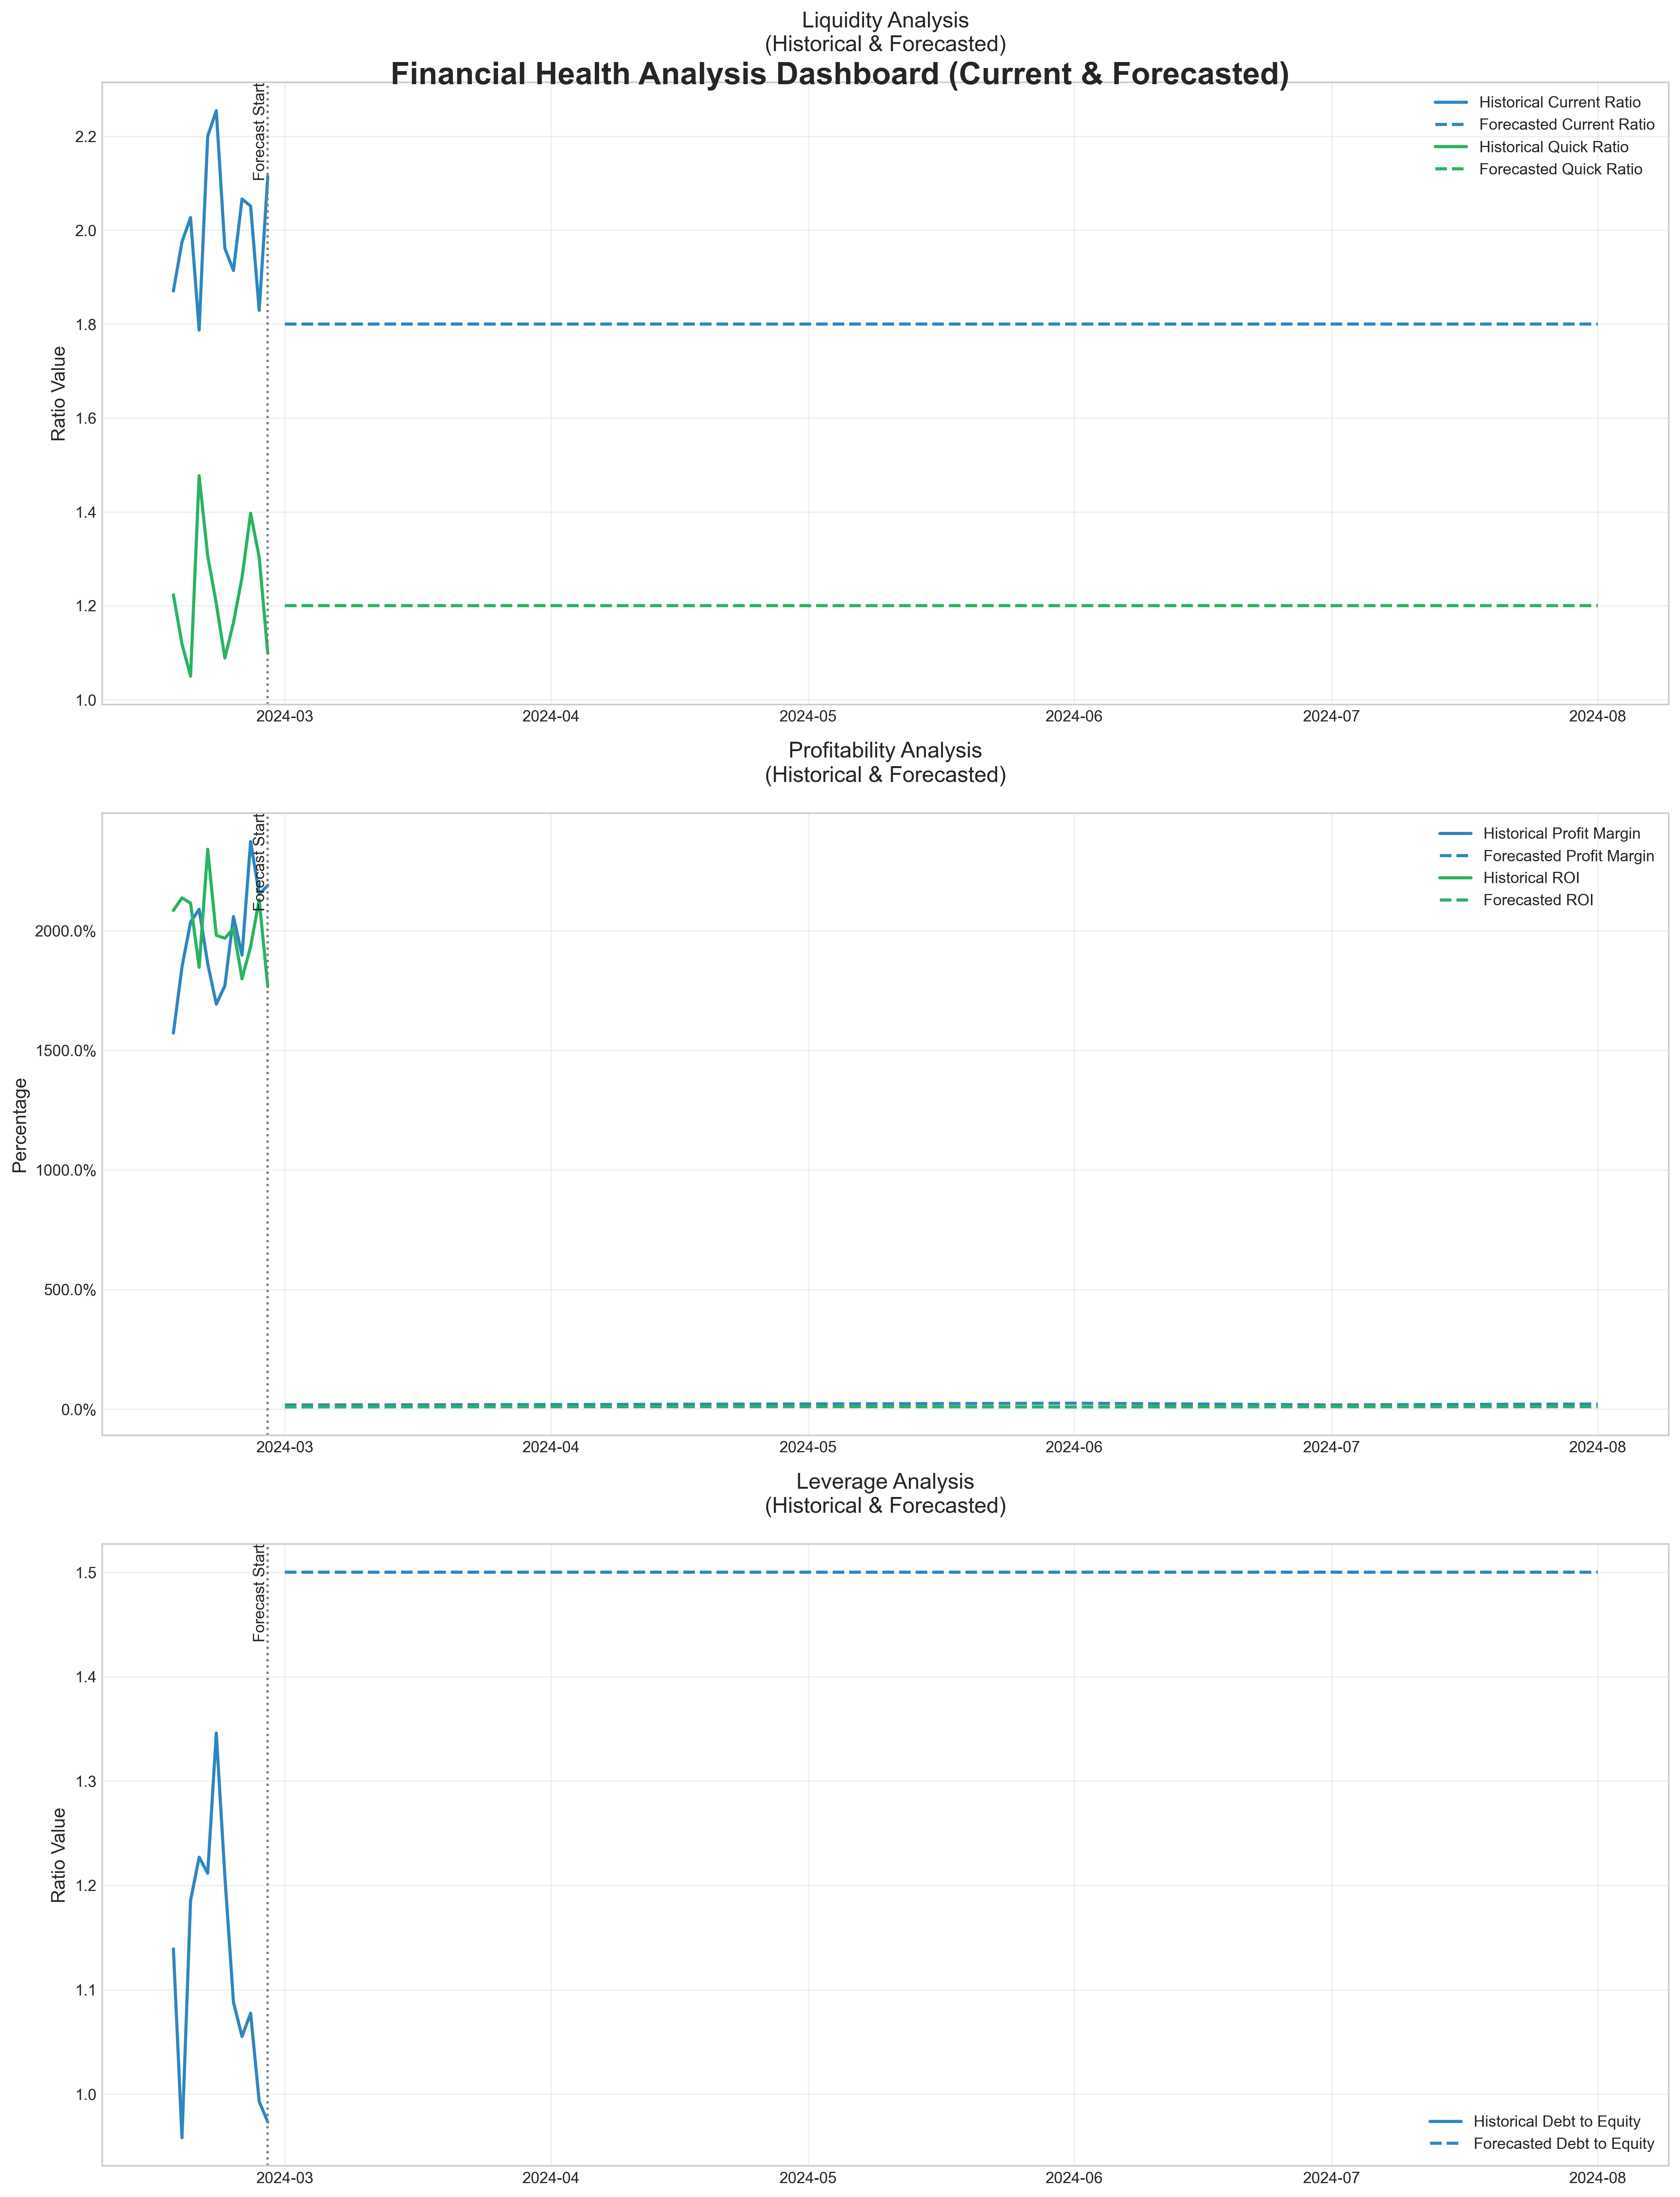 Liquidity Analysis
(Historical & Forecasted)
Financial Health Analysis Dashboard (Current & Forecasted)
Forecast Start
Historical Current Ratio
Forecasted Current Ratio
Historical Quick Ratio
Forecasted Quick Ratio
Ratio Value
2.2
2.0
1.8
1.6
1.4
1.2
1.0
2024-03 2024-04 2024-05 2024-06 2024-07 2024-08
Profitability Analysis
(Historical & Forecasted)
Forecast Start
Historical Profit Margin
Forecasted Profit Margin
Historical ROI
Forecasted ROI
Percentage
2000.0%
1500.0%
1000.0%
500.0%
0.0%
2024-03 2024-04 2024-05 2024-06 2024-07 2024-08
Leverage Analysis
(Historical & Forecasted)
Forecast Start
Ratio Value
1.5
1.4
1.3
1.2
1.1
1.0
Historical Debt to Equity
Forecasted Debt to Equity
2024-03 2024-04 2024-05 2024-06 2024-07 2024-08